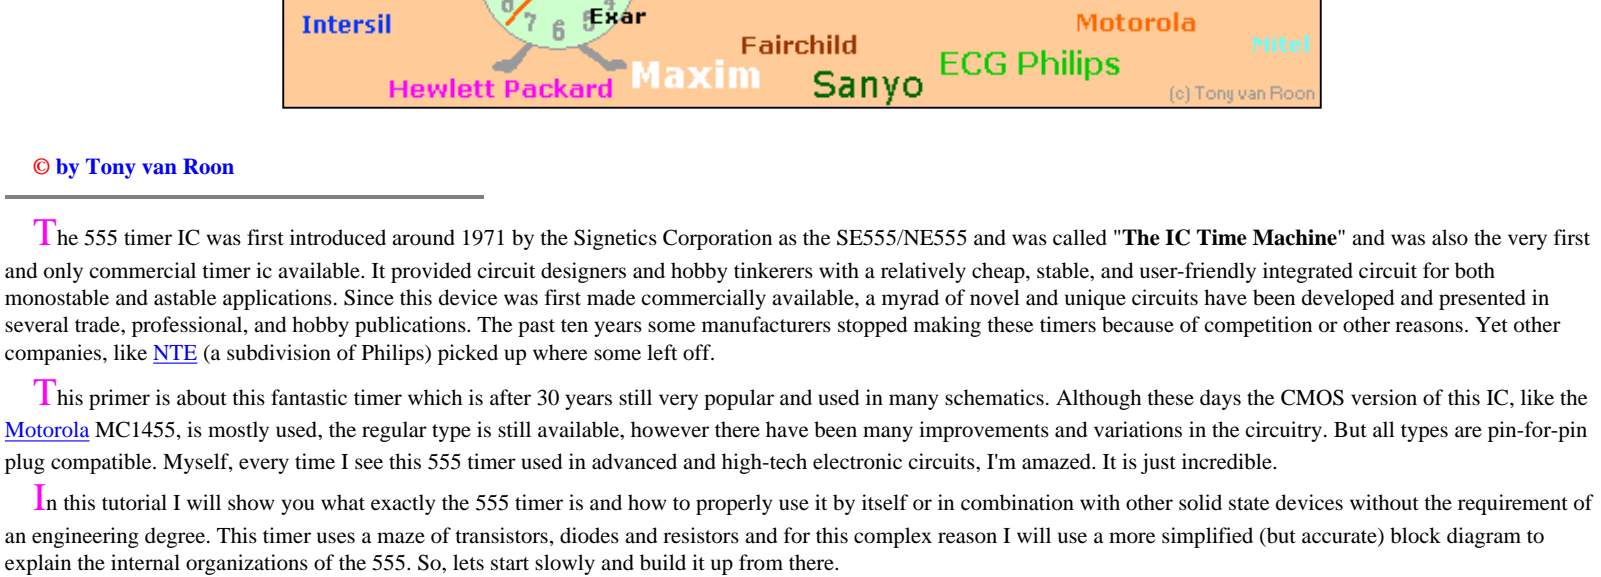 8 7 6 5 4
Exar
Intersil
Motorola
Fairchild
Mitel
ECG Philips
Maxim
Sanyo
Hewlett Packard
(c) Tony van Roon
© by Tony van Roon
The 555 timer IC was first introduced around 1971 by the Signetics Corporation as the SE555/NE555 and was called "The IC Time Machine" and was also the very first
and only commercial timer ic available. It provided circuit designers and hobby tinkerers with a relatively cheap, stable, and user-friendly integrated circuit for both
monostable and astable applications. Since this device was first made commercially available, a myrad of novel and unique circuits have been developed and presented in
several trade, professional, and hobby publications. The past ten years some manufacturers stopped making these timers because of competition or other reasons. Yet other
companies, like NTE (a subdivision of Philips) picked up where some left off.
This primer is about this fantastic timer which is after 30 years still very popular and used in many schematics. Although these days the CMOS version of this IC, like the
Motorola MC1455, is mostly used, the regular type is still available, however there have been many improvements and variations in the circuitry. But all types are pin-for-pin
plug compatible. Myself, every time I see this 555 timer used in advanced and high-tech electronic circuits, I'm amazed. It is just incredible.
In this tutorial I will show you what exactly the 555 timer is and how to properly use it by itself or in combination with other solid state devices without the requirement of
an engineering degree. This timer uses a maze of transistors, diodes and resistors and for this complex reason I will use a more simplified (but accurate) block diagram to
explain the internal organizations of the 555. So, lets start slowly and build it up from there.